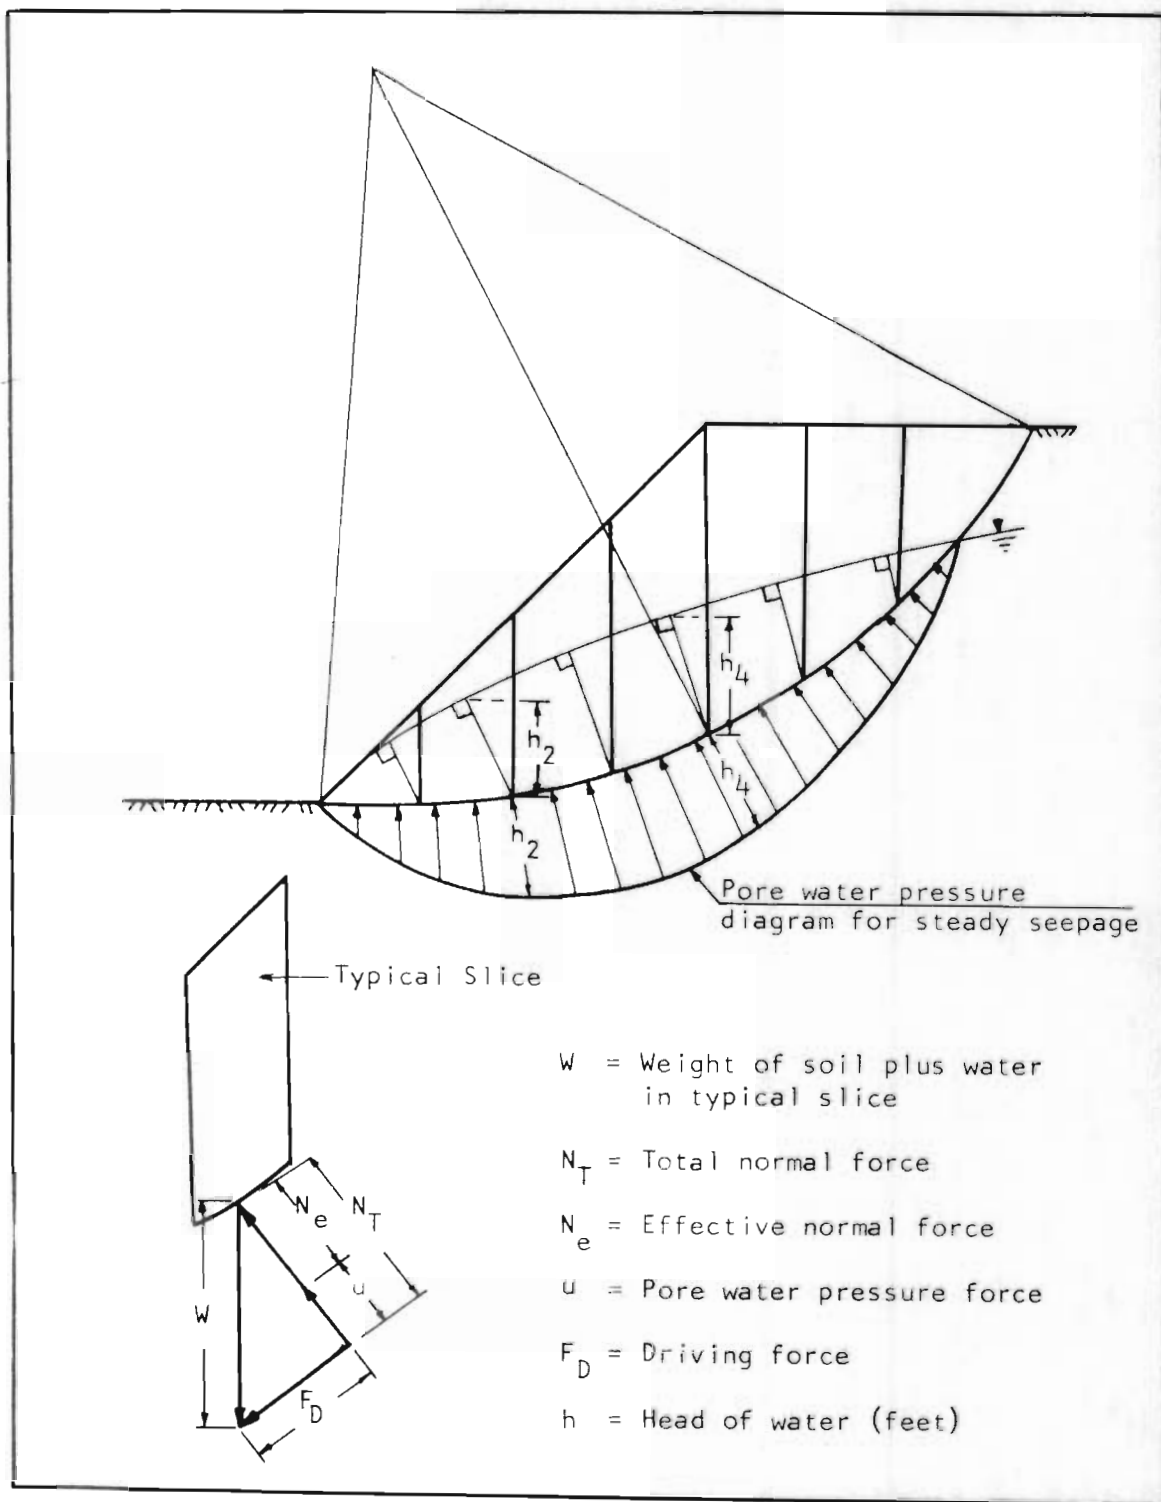 h4
h2
h4
h2
Pore water pressure
diagram for steady seepage
Typical Slice
W = Weight of soil plus water
in typical slice
NT = Total normal force
Ne = Effective normal force
u = Pore water pressure force
FD = Driving force
h = Head of water (feet)
Ne
NT
u
W
FD